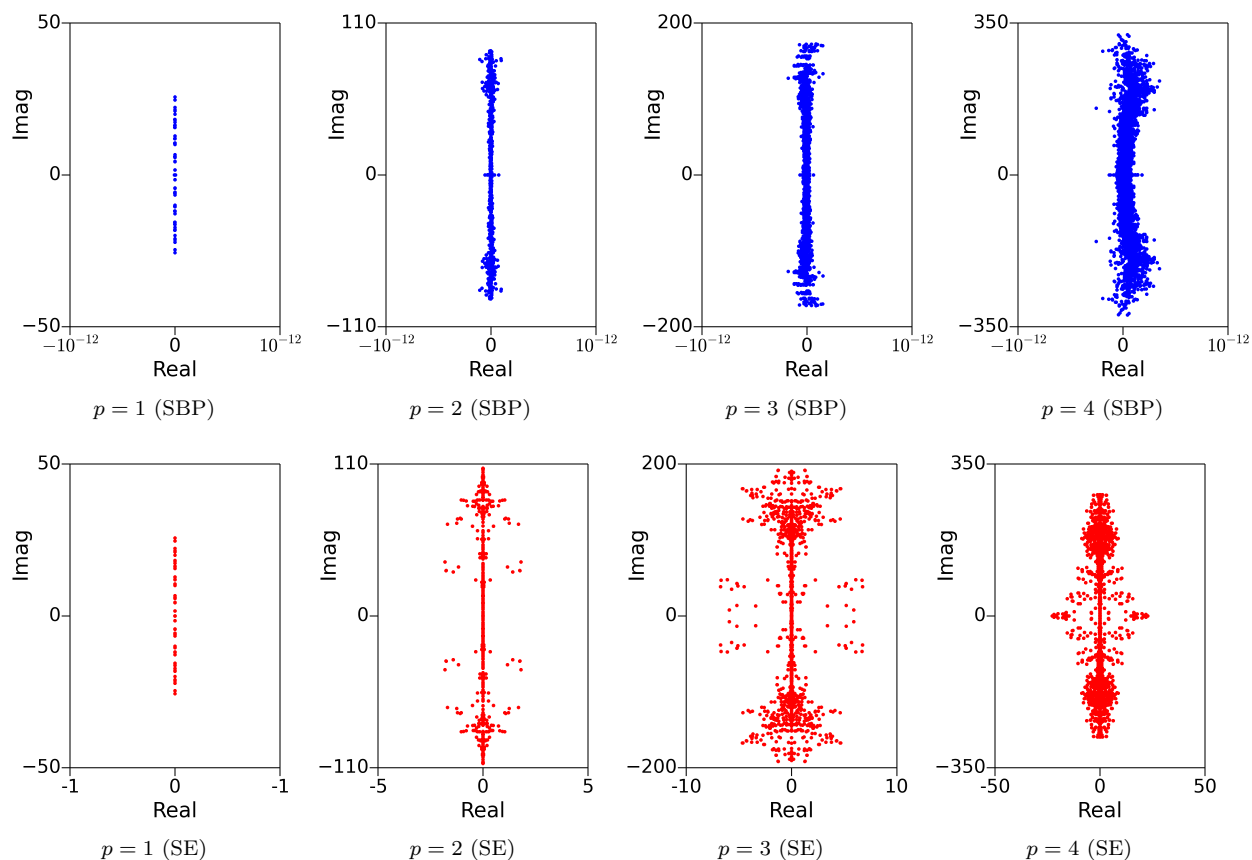 50
0
−50
Imag
−10⁻¹² 0 10⁻¹²
Real
p = 1 (SBP)
110
0
−110
Imag
−10⁻¹² 0 10⁻¹²
Real
p = 2 (SBP)
200
0
−200
Imag
−10⁻¹² 0 10⁻¹²
Real
p = 3 (SBP)
350
0
−350
Imag
−10⁻¹² 0 10⁻¹²
Real
p = 4 (SBP)
50
0
−50
Imag
-1 0 -1
Real
p = 1 (SE)
110
0
−110
Imag
-5 0 5
Real
p = 2 (SE)
200
0
−200
Imag
-10 0 10
Real
p = 3 (SE)
350
0
−350
Imag
-50 0 50
Real
p = 4 (SE)